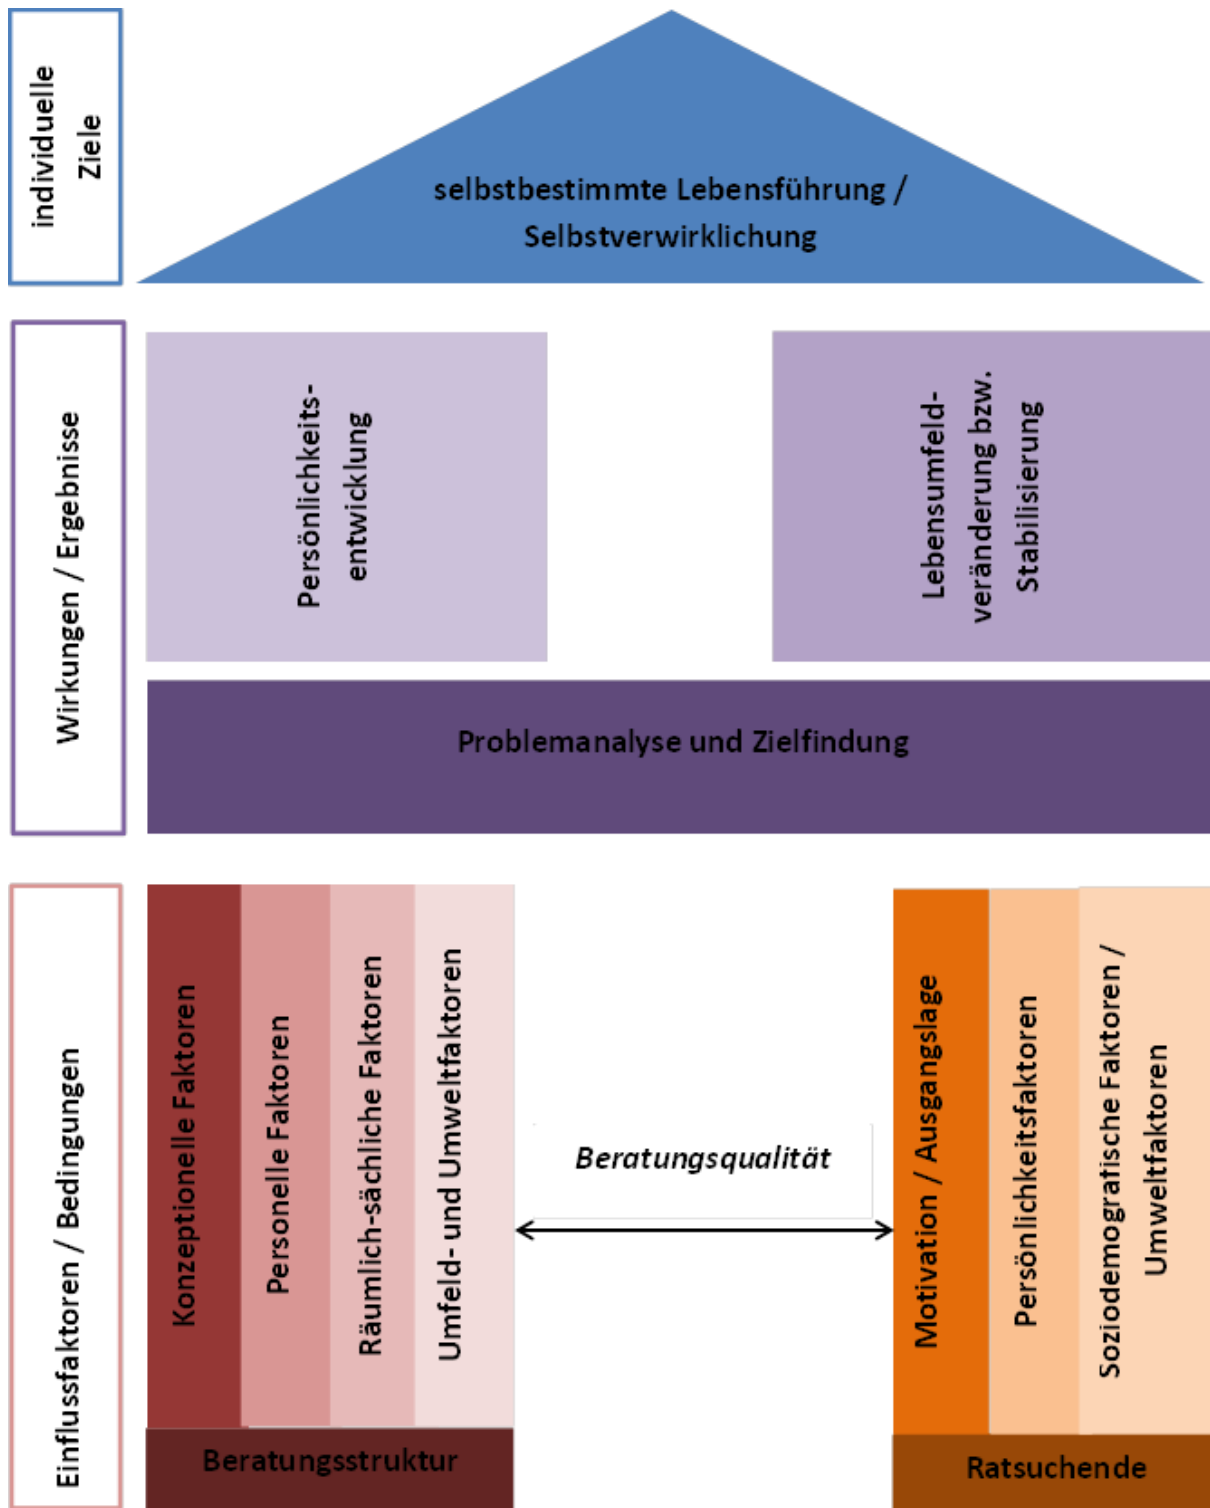 individuelle
Ziele
selbstbestimmte Lebensführung /
Selbstverwirklichung
Wirkungen / Ergebnisse
Persönlichkeits-
entwicklung
Lebensumfeld-
veränderung bzw.
Stabilisierung
Problemanalyse und Zielfindung
Einflussfaktoren / Bedingungen
Konzeptionelle Faktoren
Personelle Faktoren
Räumlich-sächliche Faktoren
Umfeld- und Umweltfaktoren
Beratungsqualität
Motivation / Ausgangslage
Persönlichkeitsfaktoren
Soziodemografische Faktoren /
Umweltfaktoren
Beratungsstruktur
Ratsuchende